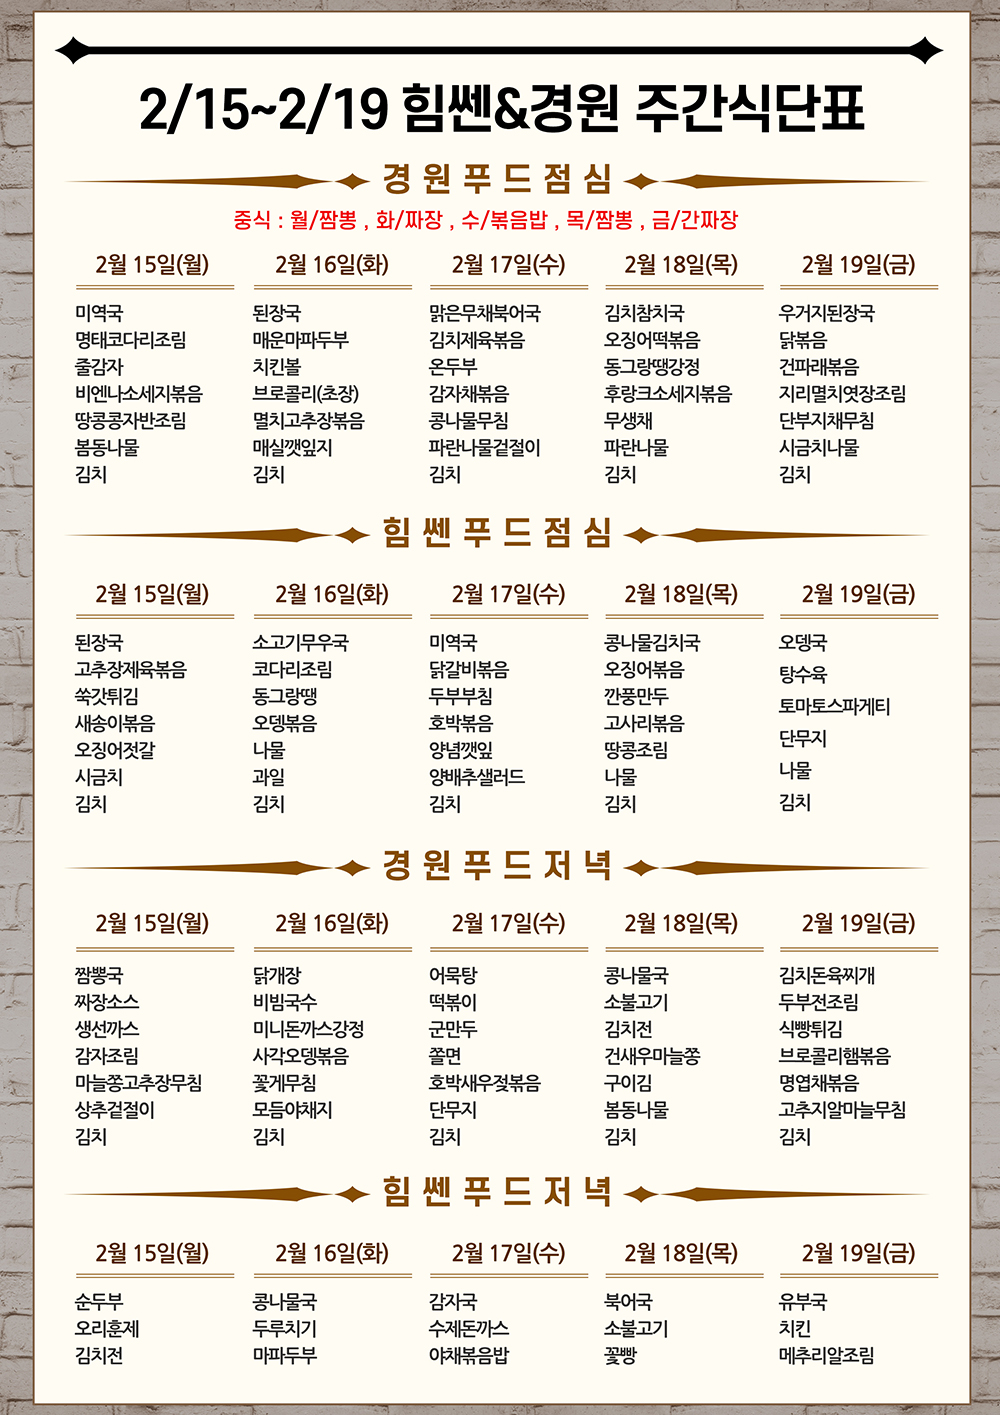 2/15~2/19 힘쎈&경원 주간식단표
경원푸드점심
중식 : 월/짬뽕 , 화/짜장 , 수/볶음밥 , 목/짬뽕 , 금/간짜장
2월 15일(월)
미역국
명태코다리조림
줄감자
비엔나소세지볶음
땅콩콩자반조림
봄동나물
김치
2월 16일(화)
된장국
매운마파두부
치킨볼
브로콜리(초장)
멸치고추장볶음
매실깻잎지
김치
2월 17일(수)
맑은무채북어국
김치제육볶음
온두부
감자채볶음
콩나물무침
파란나물겉절이
김치
2월 18일(목)
김치참치국
오징어떡볶음
동그랑땡강정
후랑크소세지볶음
무생채
파란나물
김치
2월 19일(금)
우거지된장국
닭볶음
건파래볶음
지리멸치엿장조림
단부지채무침
시금치나물
김치
힘쎈푸드점심
2월 15일(월)
된장국
고추장제육볶음
쑥갓튀김
새송이볶음
오징어젓갈
시금치
김치
2월 16일(화)
소고기무우국
코다리조림
동그랑땡
오뎅볶음
나물
과일
김치
2월 17일(수)
미역국
닭갈비볶음
두부부침
호박볶음
양념깻잎
양배추샐러드
김치
2월 18일(목)
콩나물김치국
오징어볶음
깐풍만두
고사리볶음
땅콩조림
나물
김치
2월 19일(금)
오뎅국
탕수육
토마토스파게티
단무지
나물
김치
경원푸드저녁
2월 15일(월)
짬뽕국
짜장소스
생선까스
감자조림
마늘쫑고추장무침
상추겉절이
김치
2월 16일(화)
닭개장
비빔국수
미니돈까스강정
사각오뎅볶음
꽃게무침
모듬야채지
김치
2월 17일(수)
어묵탕
떡볶이
군만두
쫄면
호박새우젖볶음
단무지
김치
2월 18일(목)
콩나물국
소불고기
김치전
건새우마늘쫑
구이김
봄동나물
김치
2월 19일(금)
김치돈육찌개
두부전조림
식빵튀김
브로콜리햄볶음
명엽채볶음
고추지알마늘무침
김치
힘쎈푸드저녁
2월 15일(월)
순두부
오리훈제
김치전
2월 16일(화)
콩나물국
두루치기
마파두부
2월 17일(수)
감자국
수제돈까스
야채볶음밥
2월 18일(목)
북어국
소불고기
꽃빵
2월 19일(금)
유부국
치킨
메추리알조림